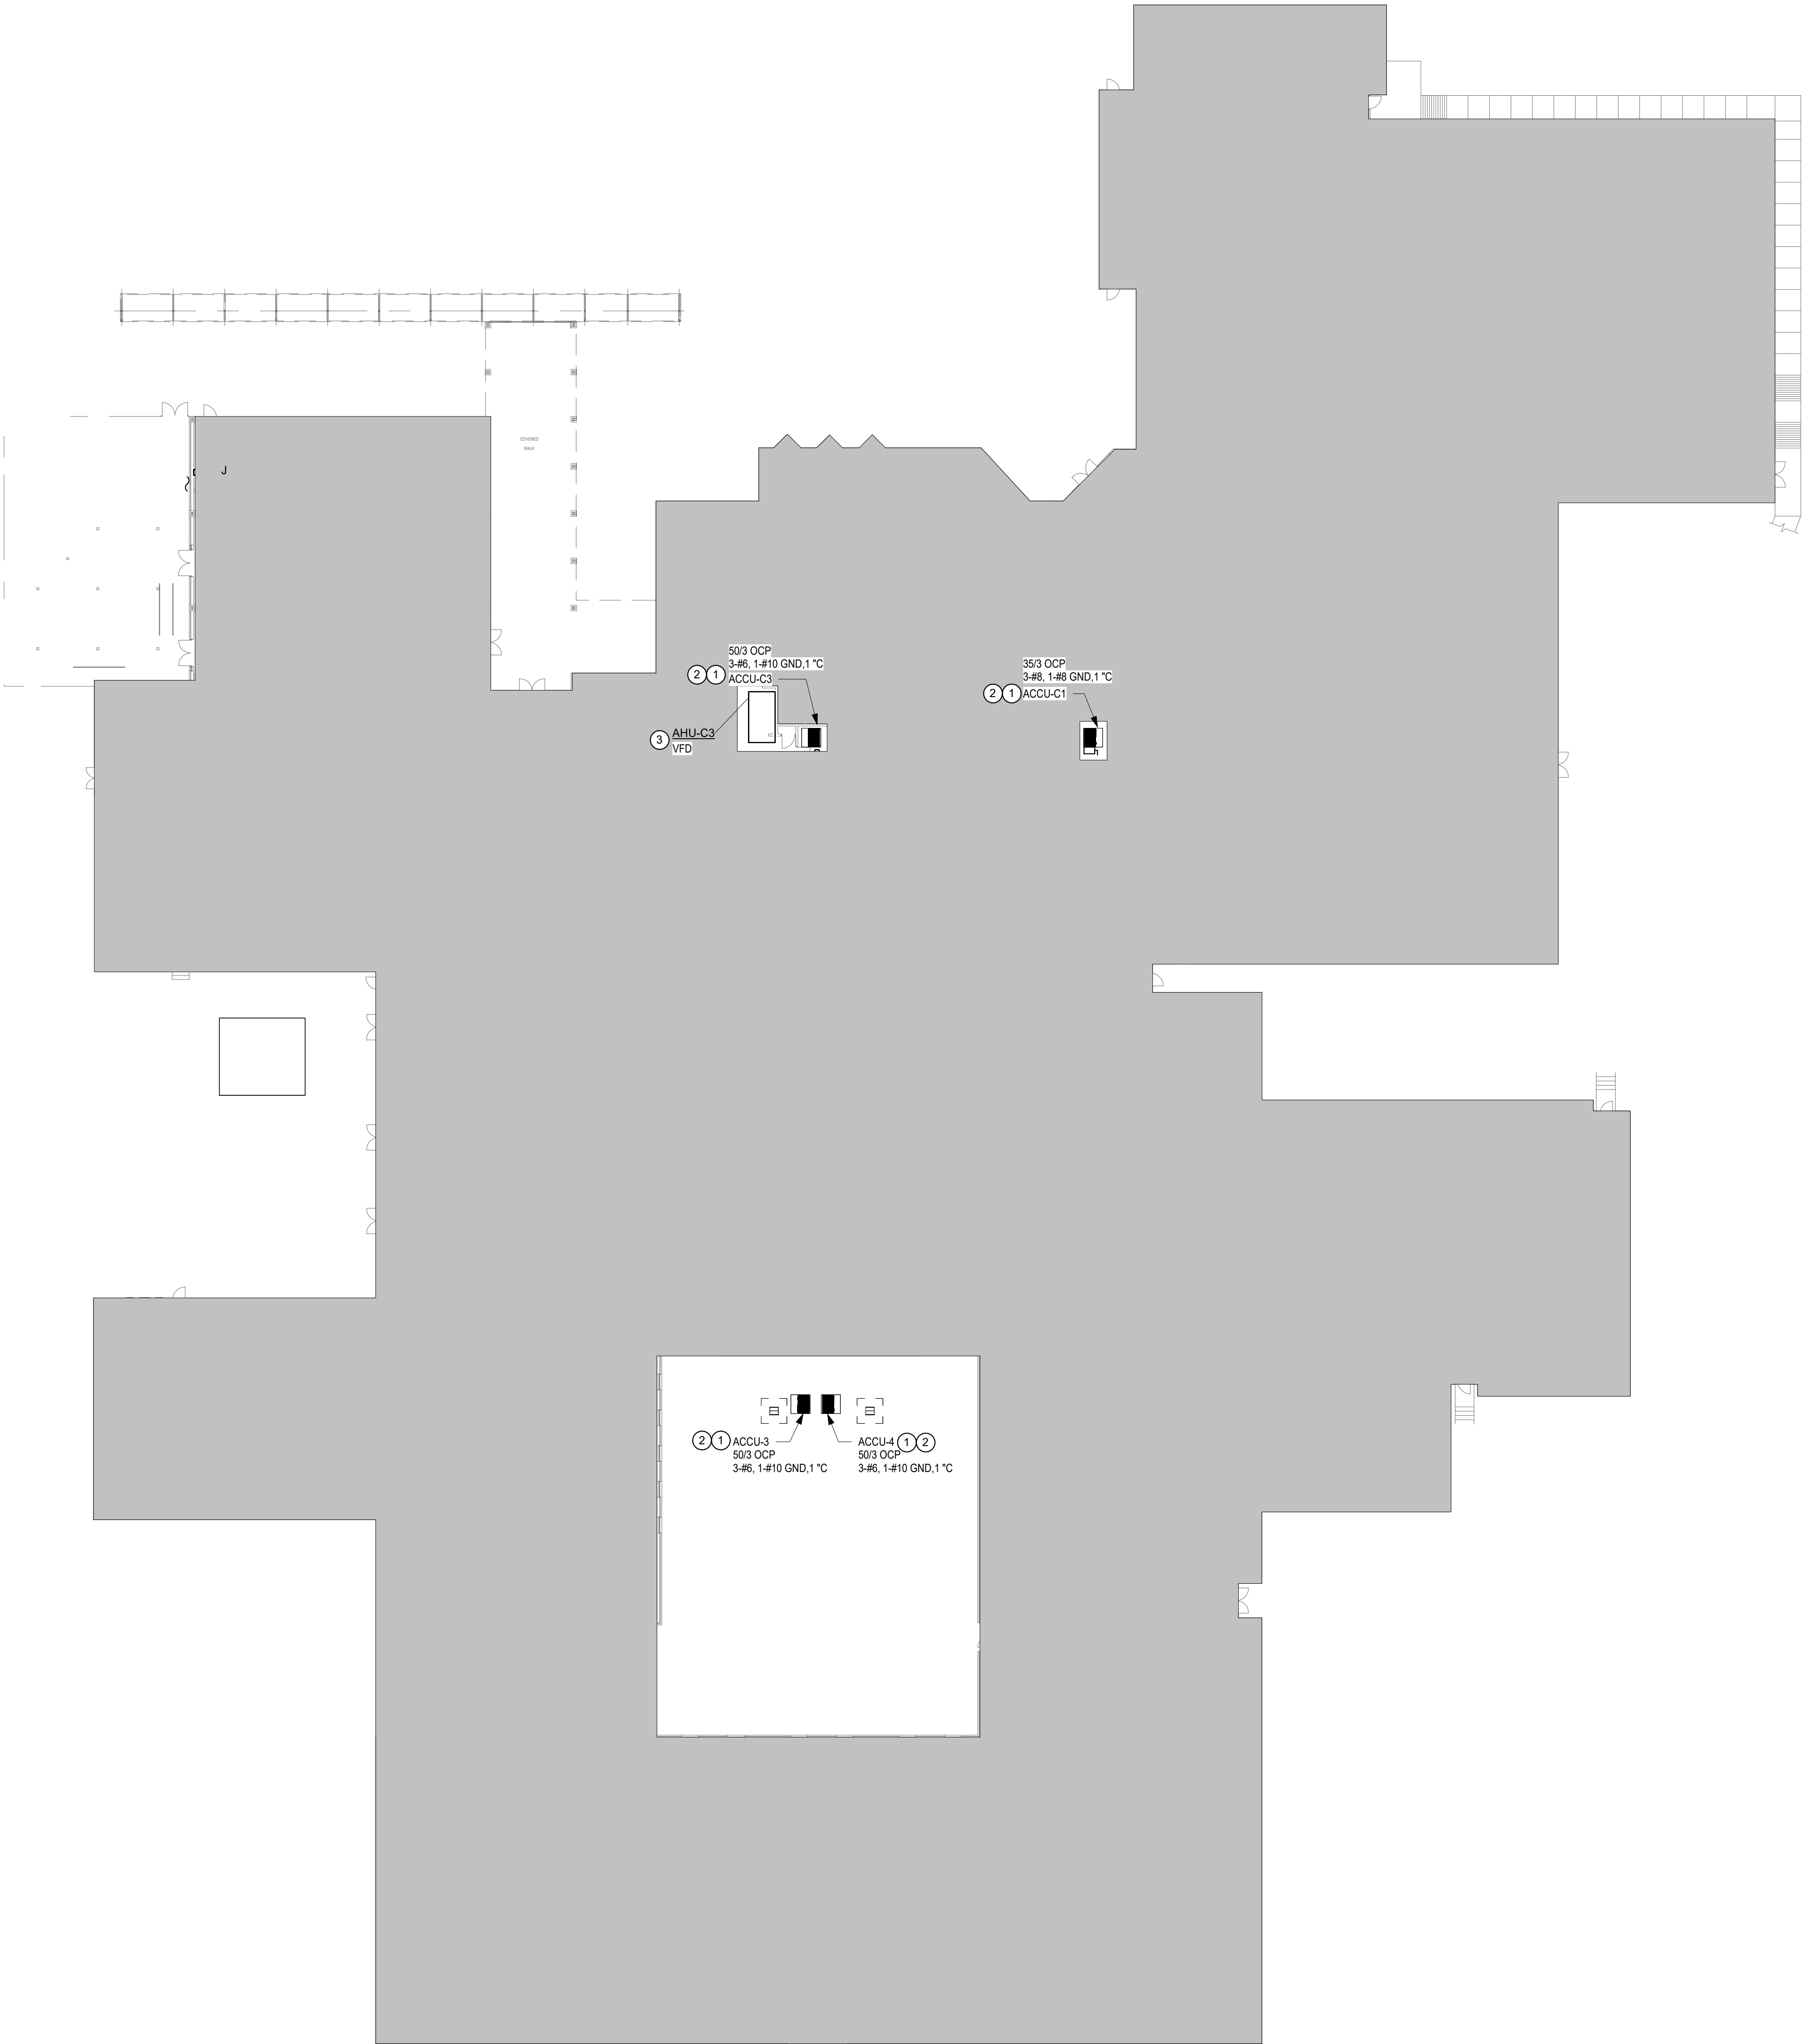 COVERED
WALK
J
50/3 OCP
3-#6, 1-#10 GND,1 "C
2 1 ACCU-C3
35/3 OCP
3-#8, 1-#8 GND,1 "C
2 1 ACCU-C1
3 AHU-C3
VFD
2 1 ACCU-3
50/3 OCP
3-#6, 1-#10 GND,1 "C
ACCU-4 1 2
50/3 OCP
3-#6, 1-#10 GND,1 "C